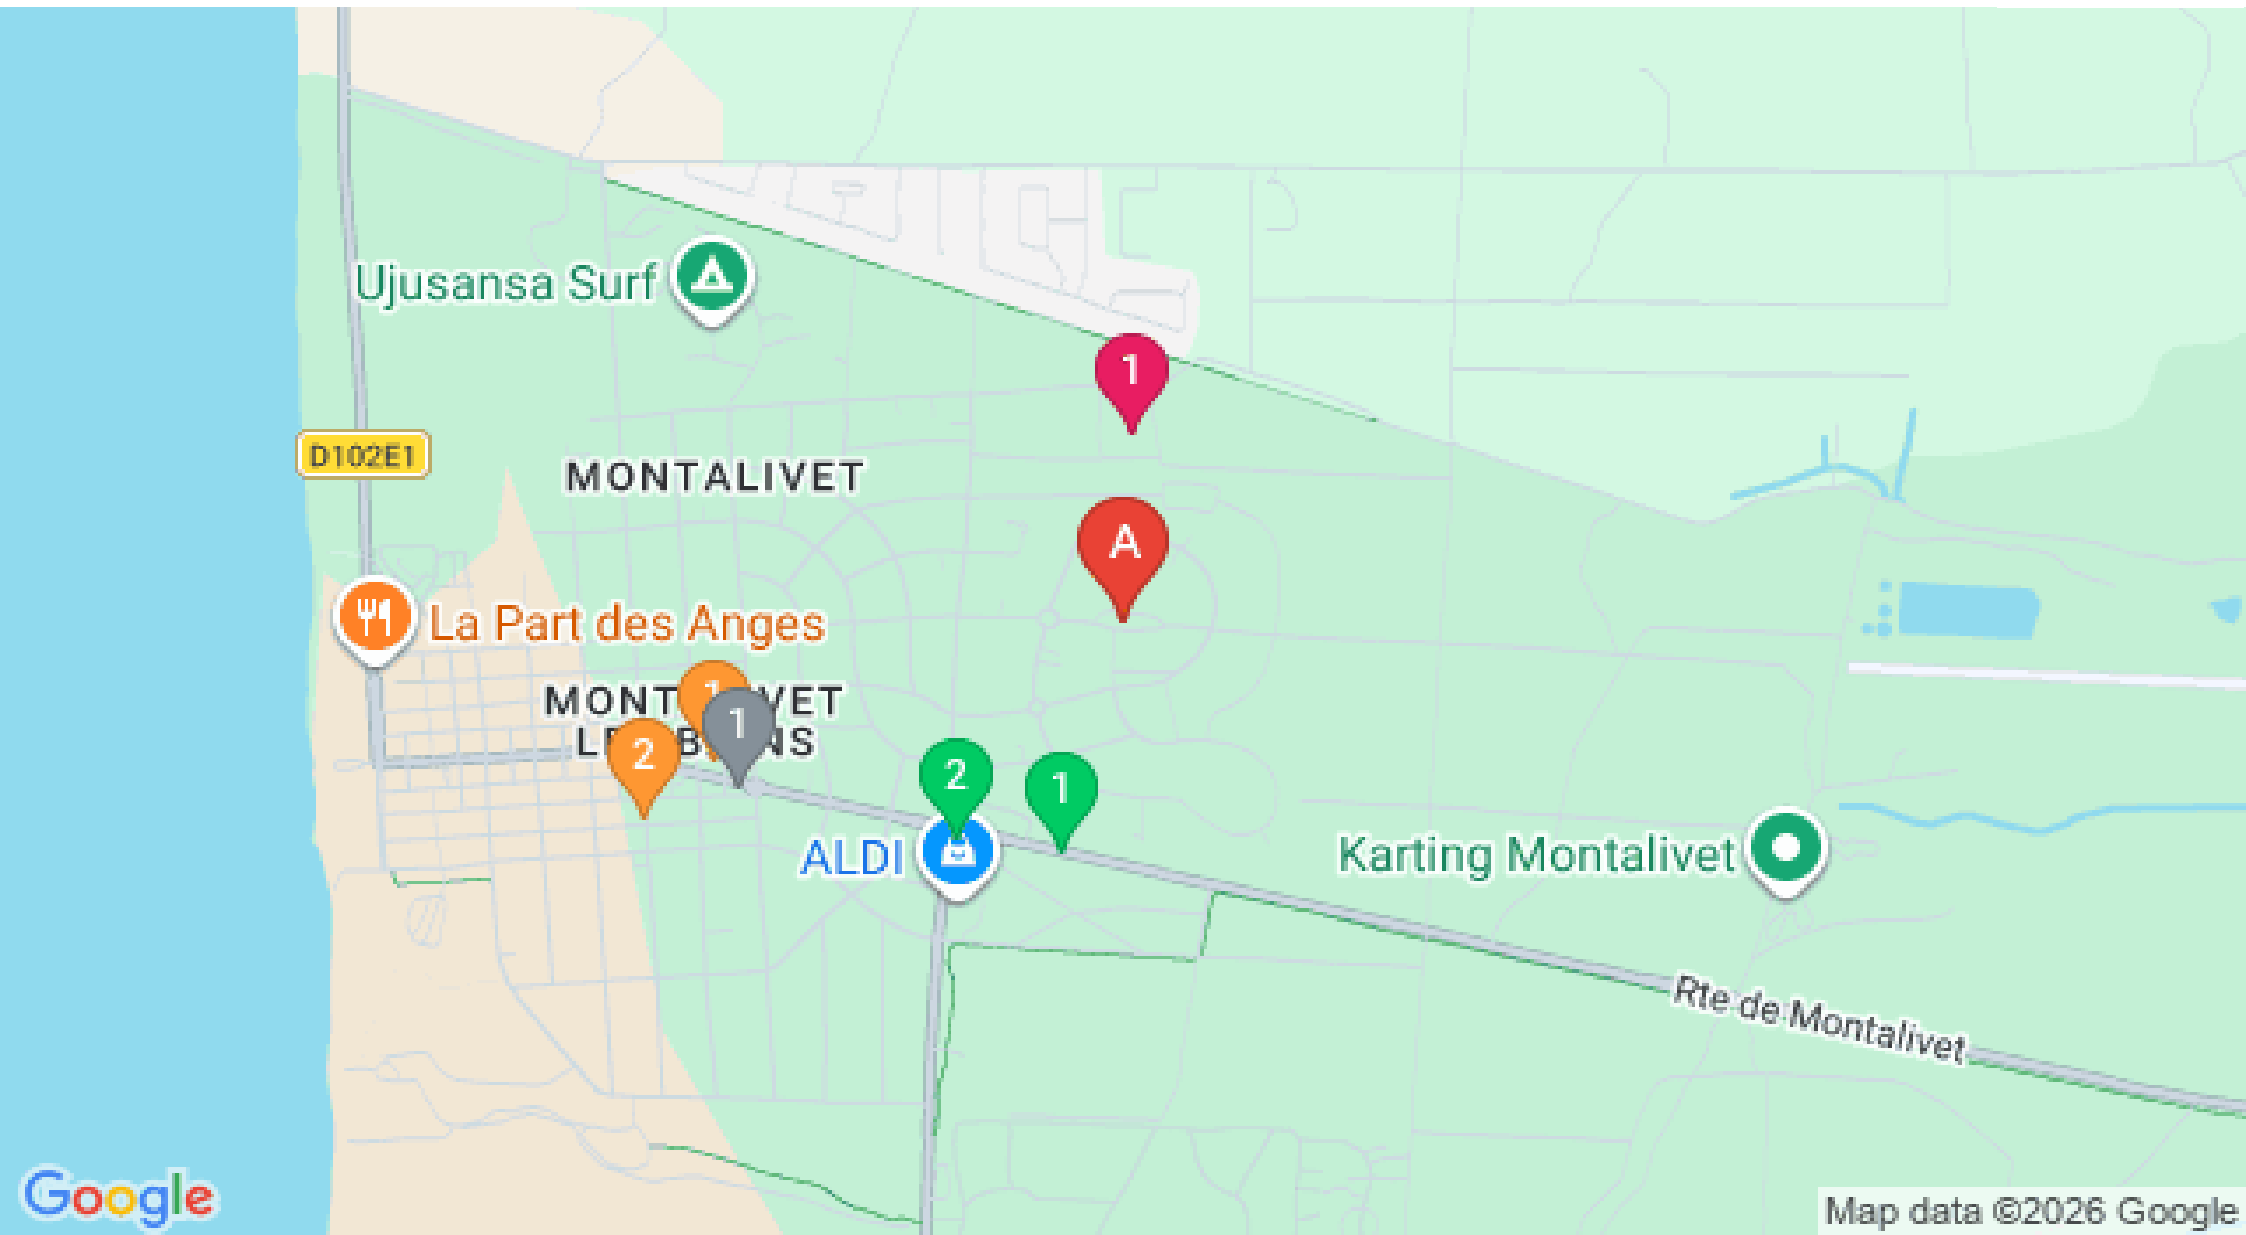 Ujusansa Surf
1
D102E1
MONTALIVET
A
La Part des Anges
1
1
2
2
1
ALDI
Karting Montalivet
Rte de Montalivet
Google
Map data ©2026 Google